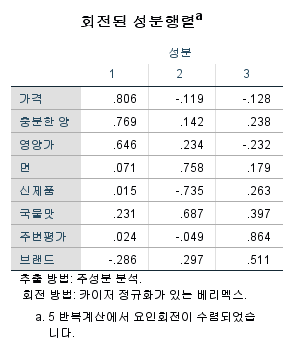 회전된 성분행렬a
성분
1 2 3
가격 .806 -.119 -.128
충분한 양 .769 .142 .238
영양가 .646 .234 -.232
면 .071 .758 .179
신제품 .015 -.735 .263
국물맛 .231 .687 .397
주변평가 .024 -.049 .864
브랜드 -.286 .297 .511
추출 방법: 주성분 분석.
회전 방법: 카이저 정규화가 있는 베리멕스.
a. 5 반복계산에서 요인회전이 수렴되었습
니다.